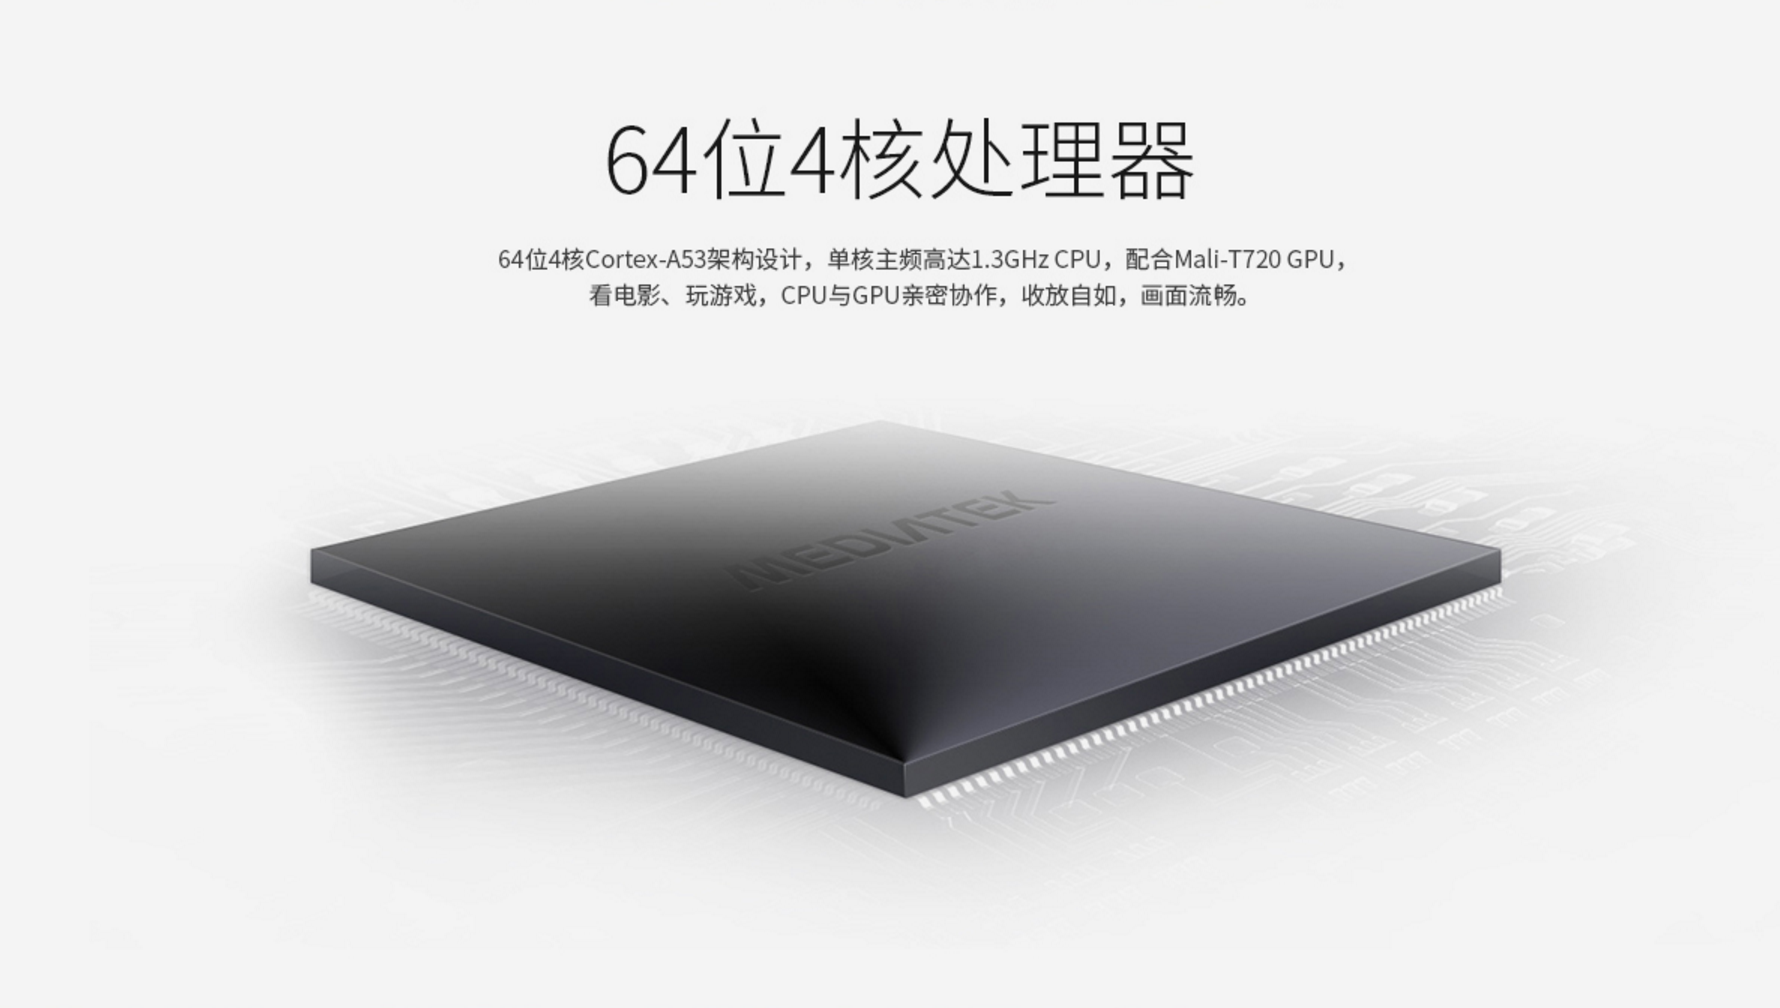 64位4核处理器
64位4核Cortex-A53架构设计，单核主频高达1.3GHz CPU，配合Mali-T720 GPU，
看电影、玩游戏，CPU与GPU亲密协作，收放自如，画面流畅。
MEDIATEK